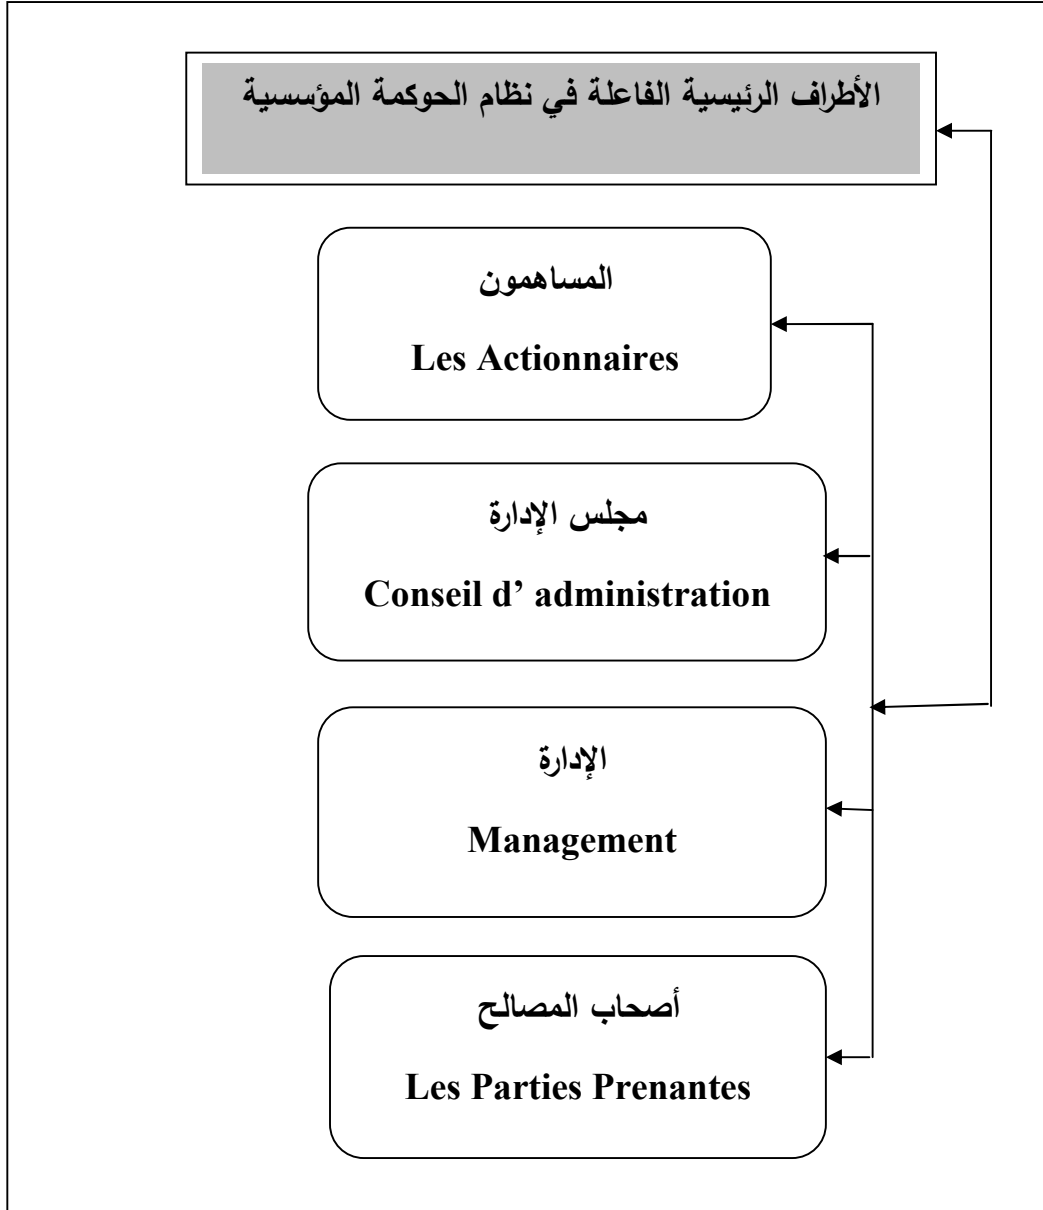 الأطراف الرئيسية الفاعلة في نظام الحوكمة المؤسسية
المساهمون
Les Actionnaires
مجلس الإدارة
Conseil d’ administration
الإدارة
Management
أصحاب المصالح
Les Parties Prenantes